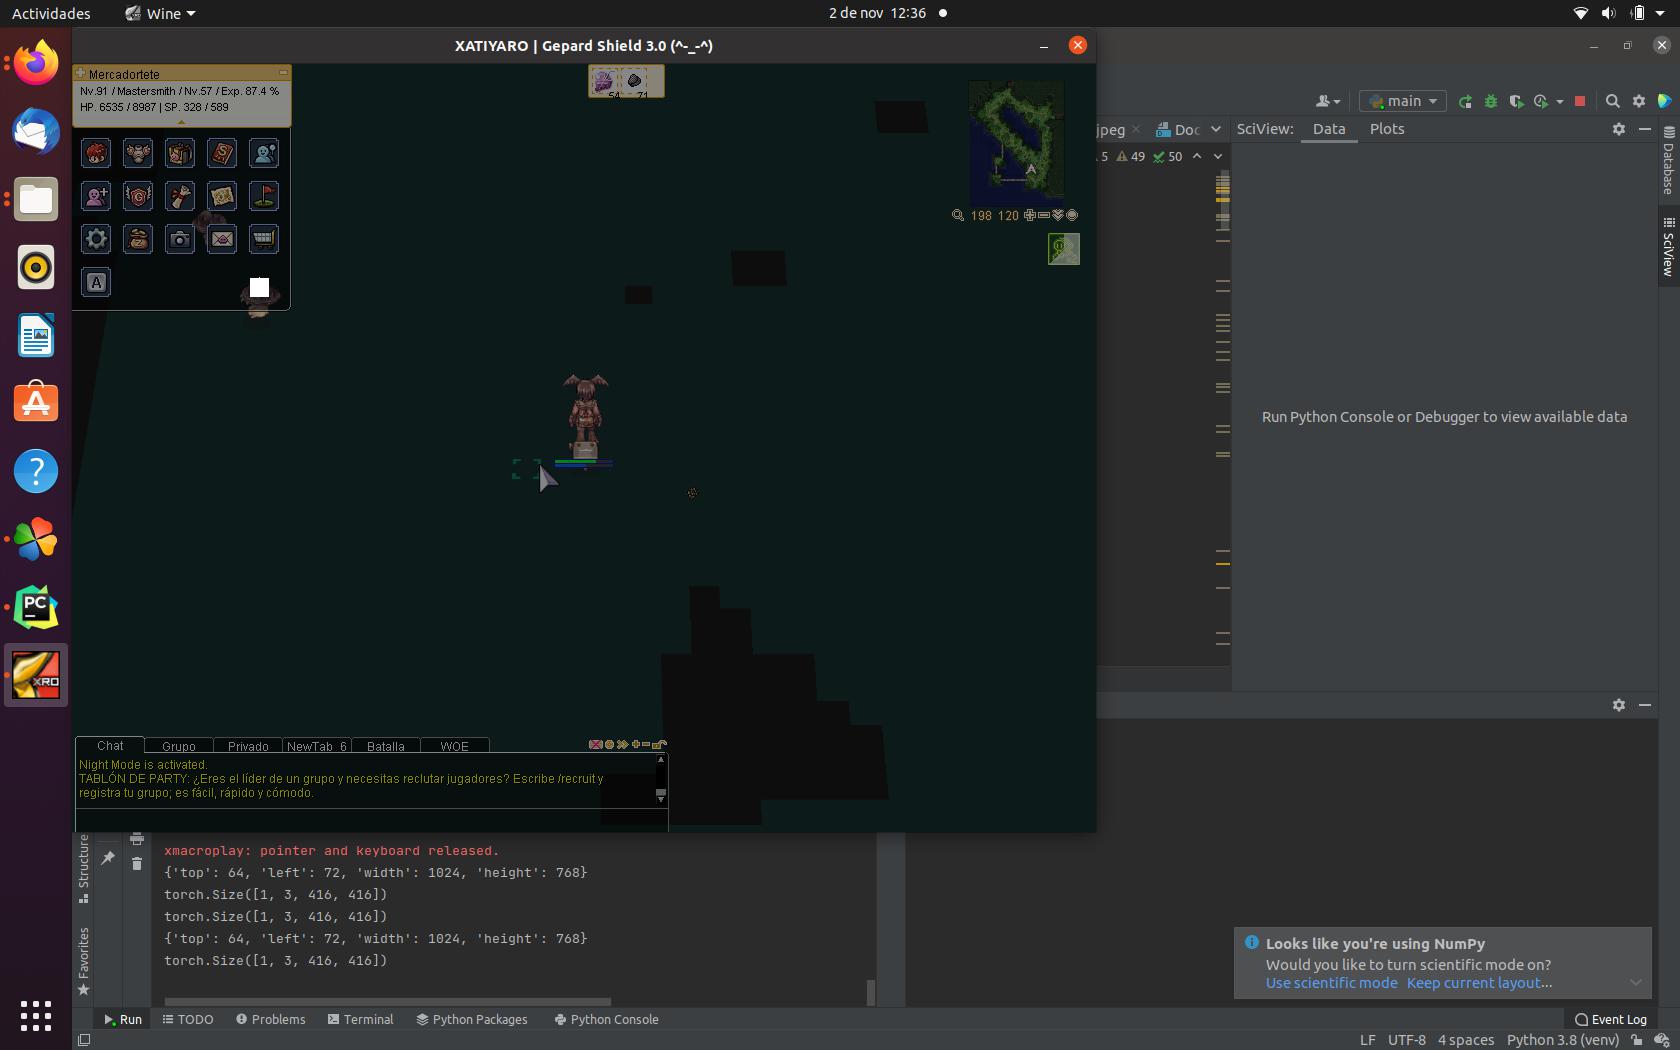 Actividades
Wine
2 de nov 12:36
XATIYARO | Gepard Shield 3.0 (^-_-^)
Mercadortete
Nv.91 / Mastersmith / Nv.57 / Exp. 87.4 %
HP. 6535 / 8987 | SP. 328 / 589
54 71
198 120
A
main
jpeg
Doc
SciView:
Data
Plots
5
49
50
Database
SciView
Run Python Console or Debugger to view available data
PC
XRO
Chat
Grupo
Privado
NewTab 6
Batalla
WOE
Night Mode is activated.
TABLÓN DE PARTY: ¿Eres el líder de un grupo y necesitas reclutar jugadores? Escribe /recruit y
registra tu grupo; es fácil, rápido y cómodo.
Structure
Favorites
xmacroplay: pointer and keyboard released.
{'top': 64, 'left': 72, 'width': 1024, 'height': 768}
torch.Size([1, 3, 416, 416])
torch.Size([1, 3, 416, 416])
{'top': 64, 'left': 72, 'width': 1024, 'height': 768}
torch.Size([1, 3, 416, 416])
Looks like you're using NumPy
Would you like to turn scientific mode on?
Use scientific mode Keep current layout...
Run
TODO
Problems
Terminal
Python Packages
Python Console
Event Log
LF UTF-8 4 spaces Python 3.8 (venv)